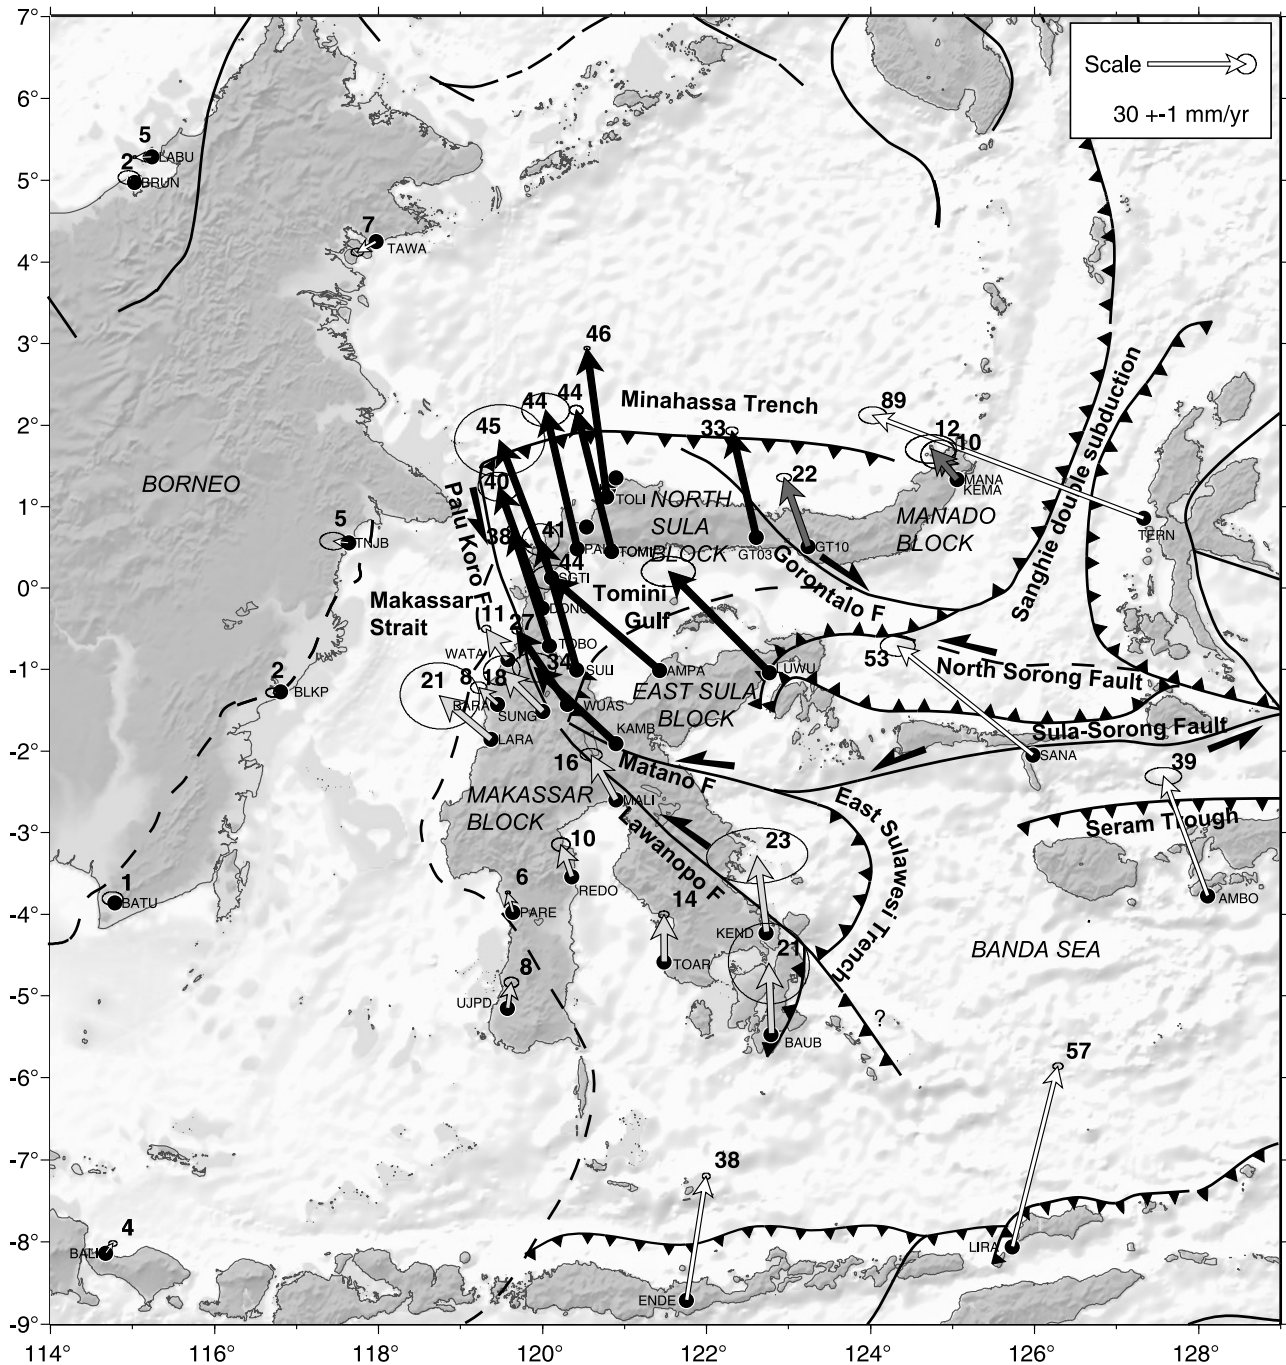 7°
6°
5°
4°
3°
2°
1°
0°
-1°
-2°
-3°
-4°
-5°
-6°
-7°
-8°
-9°
114°
116°
118°
120°
122°
124°
126°
128°
Scale
30 +-1 mm/yr
5
LABU
2
BRUN
7
TAWA
46
44
44
45
40
38
41
44
Minahassa Trench
33
22
89
12
10
MANA
KEMA
TERN
BORNEO
5
TNJB
Palu Koro F
TOLI
TOMI
SGTI
DONG
TOBO
NORTH
SULA
BLOCK
GT03
GT10
MANADO
BLOCK
Gorontalo F
Sanghie double subduction
Makassar
Strait
Tomini
Gulf
11
27
34
WATA
8
18
BARA
SUNG
21
LARA
2
BLKP
AMPA
WUAS
KAMB
UWU
EAST SULA
BLOCK
53
North Sorong Fault
Sula-Sorong Fault
SANA
39
Seram Trough
AMBO
16
MALI
Matano F
Lawanopo F
East Sulawesi Trench
MAKASSAR
BLOCK
10
REDO
6
PARE
8
UJPD
14
TOAR
23
KEND
21
BAUB
?
BANDA SEA
1
BATU
57
LIRA
38
ENDE
4